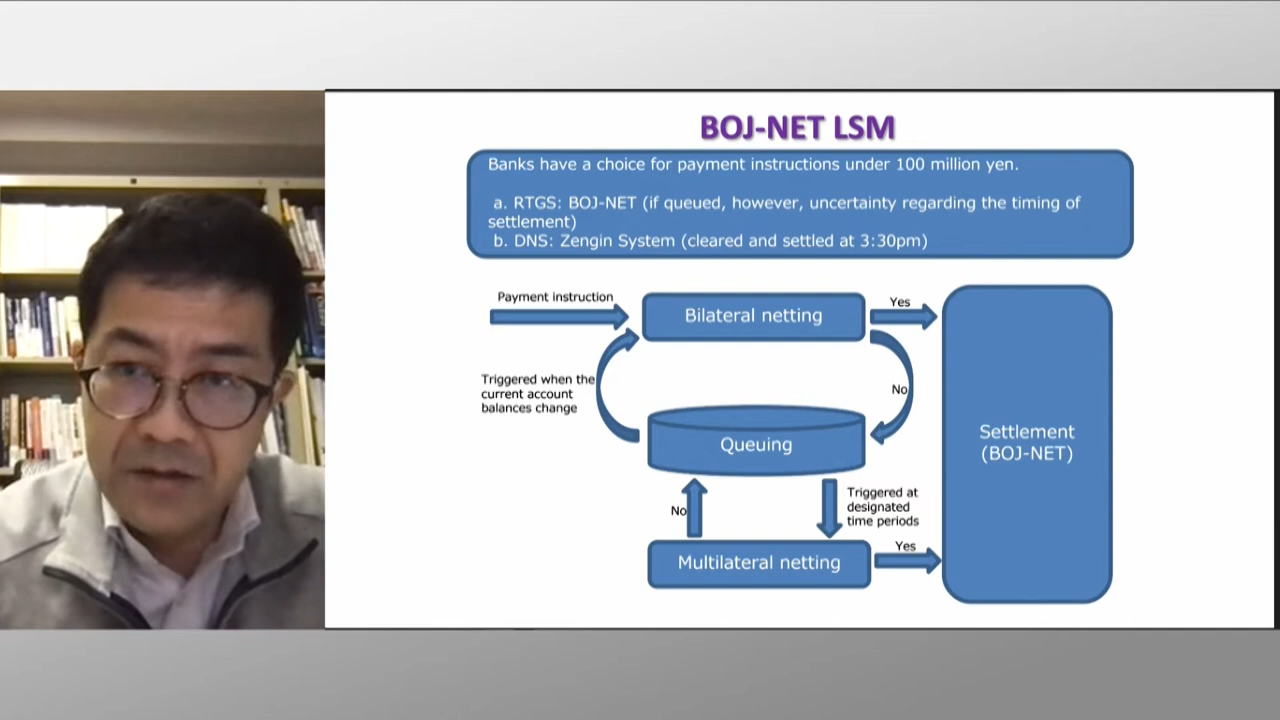 BOJ-NET LSM
Banks have a choice for payment instructions under 100 million yen.
a. RTGS: BOJ-NET (if queued, however, uncertainty regarding the timing of
settlement)
b. DNS: Zengin System (cleared and settled at 3:30pm)
Payment instruction
Bilateral netting
Yes
Triggered when the
current account
balances change
No
Queuing
Settlement
(BOJ-NET)
No
Triggered at
designated
time periods
Multilateral netting
Yes